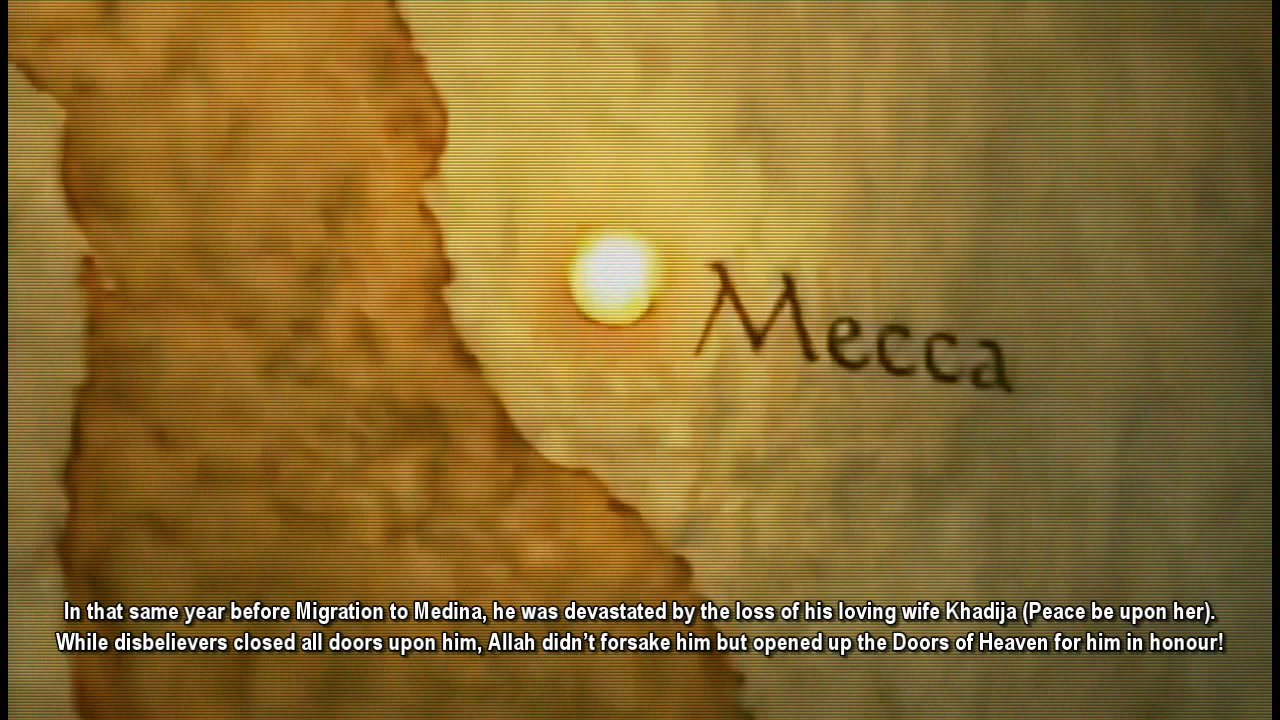 Mecca
In that same year before Migration to Medina, he was devastated by the loss of his loving wife Khadija (Peace be upon her).
While disbelievers closed all doors upon him, Allah didn’t forsake him but opened up the Doors of Heaven for him in honour!